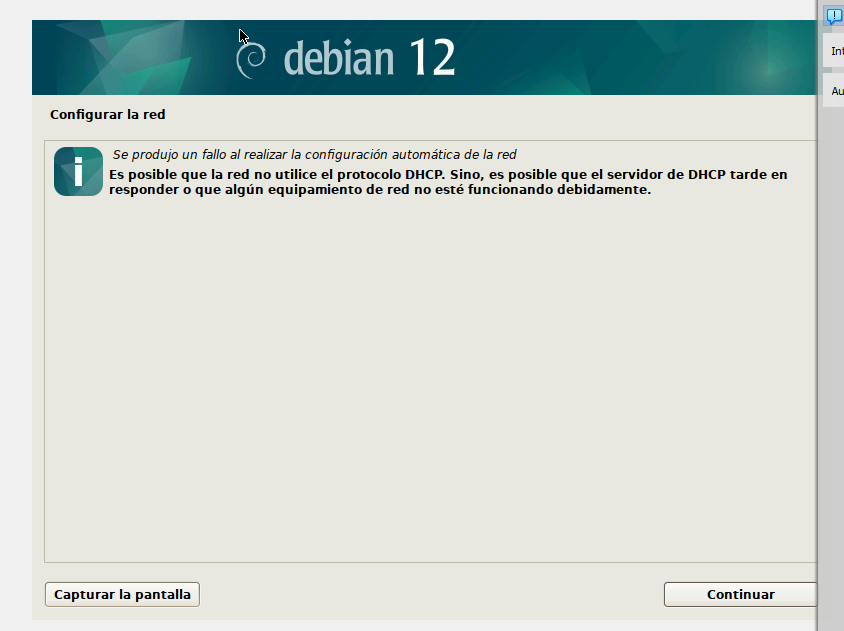 debian 12
Configurar la red
Se produjo un fallo al realizar la configuración automática de la red
Es posible que la red no utilice el protocolo DHCP. Sino, es posible que el servidor de DHCP tarde en
responder o que algún equipamiento de red no esté funcionando debidamente.
Capturar la pantalla
Continuar
Int
Au